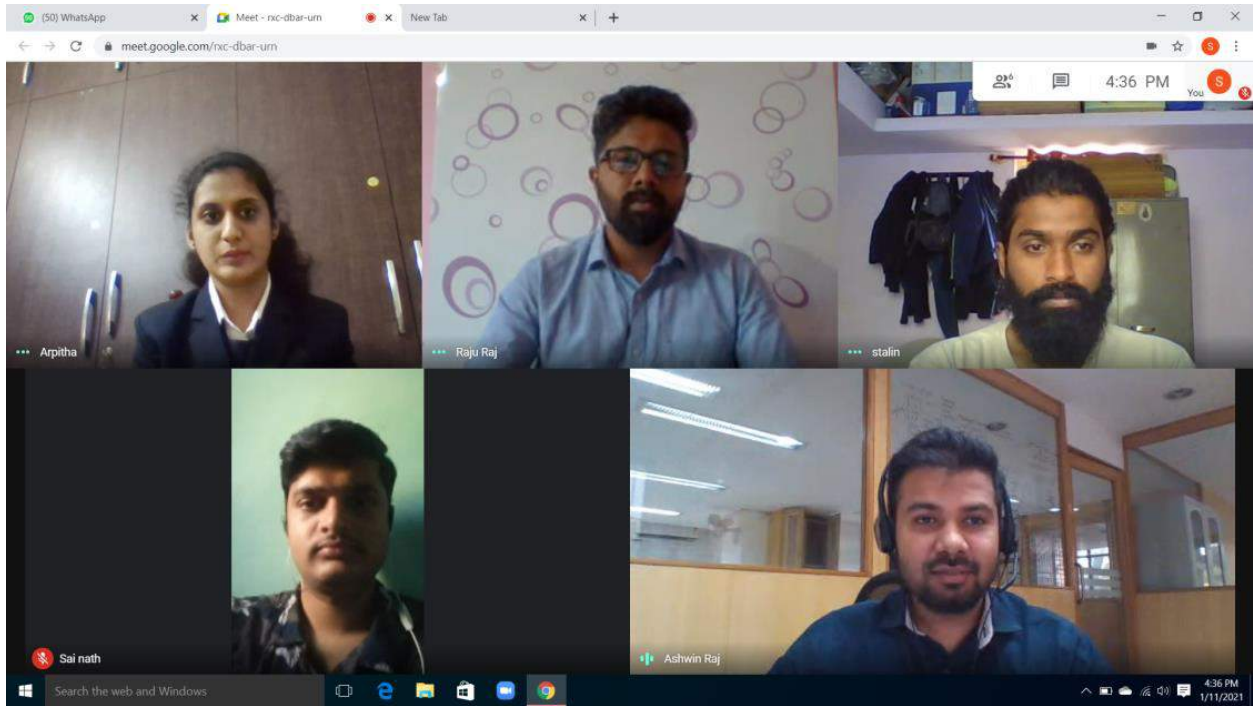 (50) WhatsApp
Meet - rxc-dbar-urn
New Tab
meet.google.com/rxc-dbar-urn
S
6
4:36 PM
You
S
Arpitha
Raju Raj
stalin
Sai nath
Ashwin Raj
Search the web and Windows
4:36 PM
1/11/2021